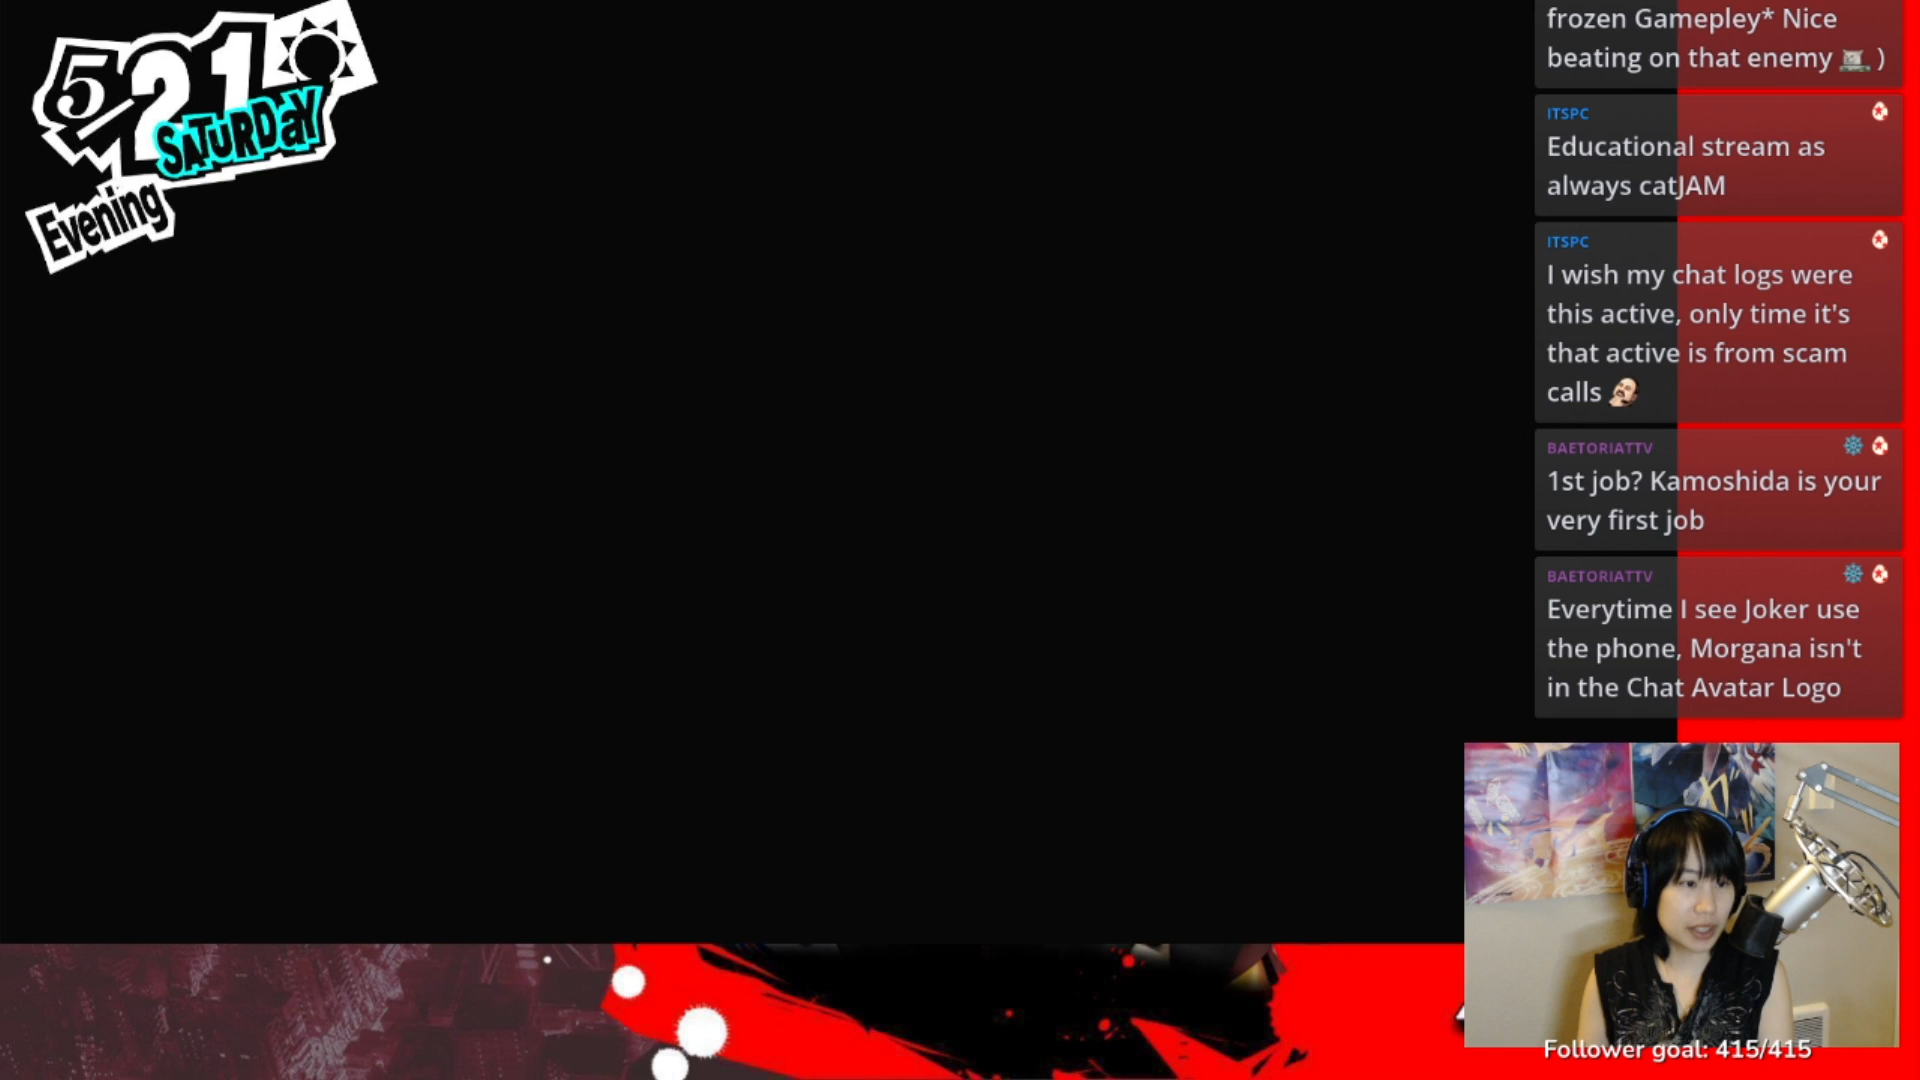 5/21
SATURDaY
Evening
frozen Gamepley* Nice
beating on that enemy )
ITSPC
Educational stream as
always catJAM
ITSPC
I wish my chat logs were
this active, only time it's
that active is from scam
calls
BAETORIATTV
1st job? Kamoshida is your
very first job
BAETORIATTV
Everytime I see Joker use
the phone, Morgana isn't
in the Chat Avatar Logo
Follower goal: 415/415